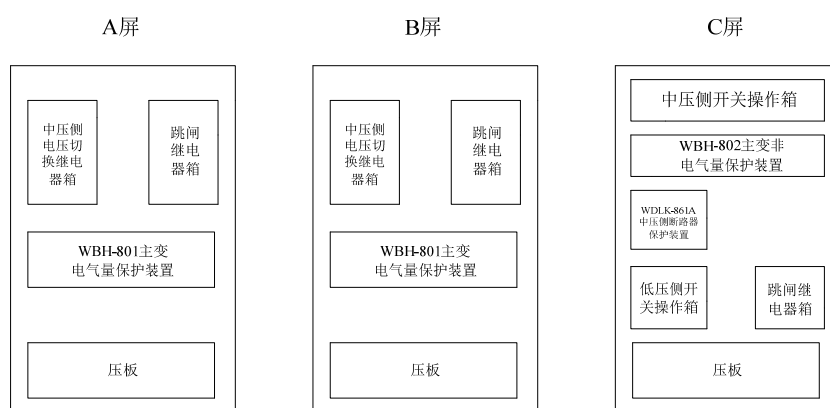 A屏
B屏
C屏
中压侧
电压切
换继电
器箱
跳闸
继电
器箱
WBH-801主变
电气量保护装置
压板
中压侧
电压切
换继电
器箱
跳闸
继电
器箱
WBH-801主变
电气量保护装置
压板
中压侧开关操作箱
WBH-802主变非
电气量保护装置
WDLK-861A
中压侧断路器
保护装置
低压侧开
关操作箱
跳闸继
电器箱
压板